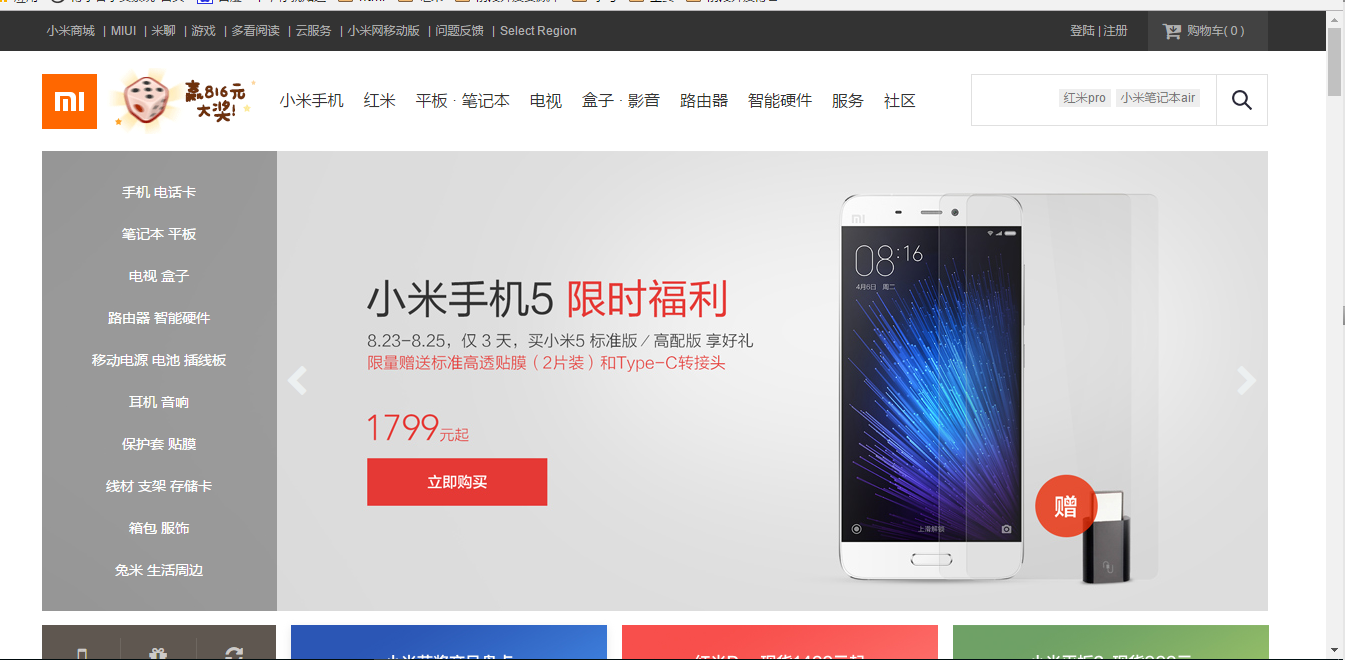 小米商城 | MIUI | 米聊 | 游戏 | 多看阅读 | 云服务 | 小米网移动版 | 问题反馈 | Select Region
登陆 | 注册 购物车( 0 )
mi
赢816元
大奖!
小米手机 红米 平板 · 笔记本 电视 盒子 · 影音 路由器 智能硬件 服务 社区
红米pro 小米笔记本air
手机 电话卡
笔记本 平板
电视 盒子
路由器 智能硬件
移动电源 电池 插线板
耳机 音响
保护套 贴膜
线材 支架 存储卡
箱包 服饰
兔米 生活周边
小米手机5 限时福利
8.23-8.25，仅 3 天，买小米5 标准版 / 高配版 享好礼
限量赠送标准高透贴膜（2片装）和Type-C转接头
1799元起
立即购买
mi
08:16
4月6日 周二
上滑解锁
赠